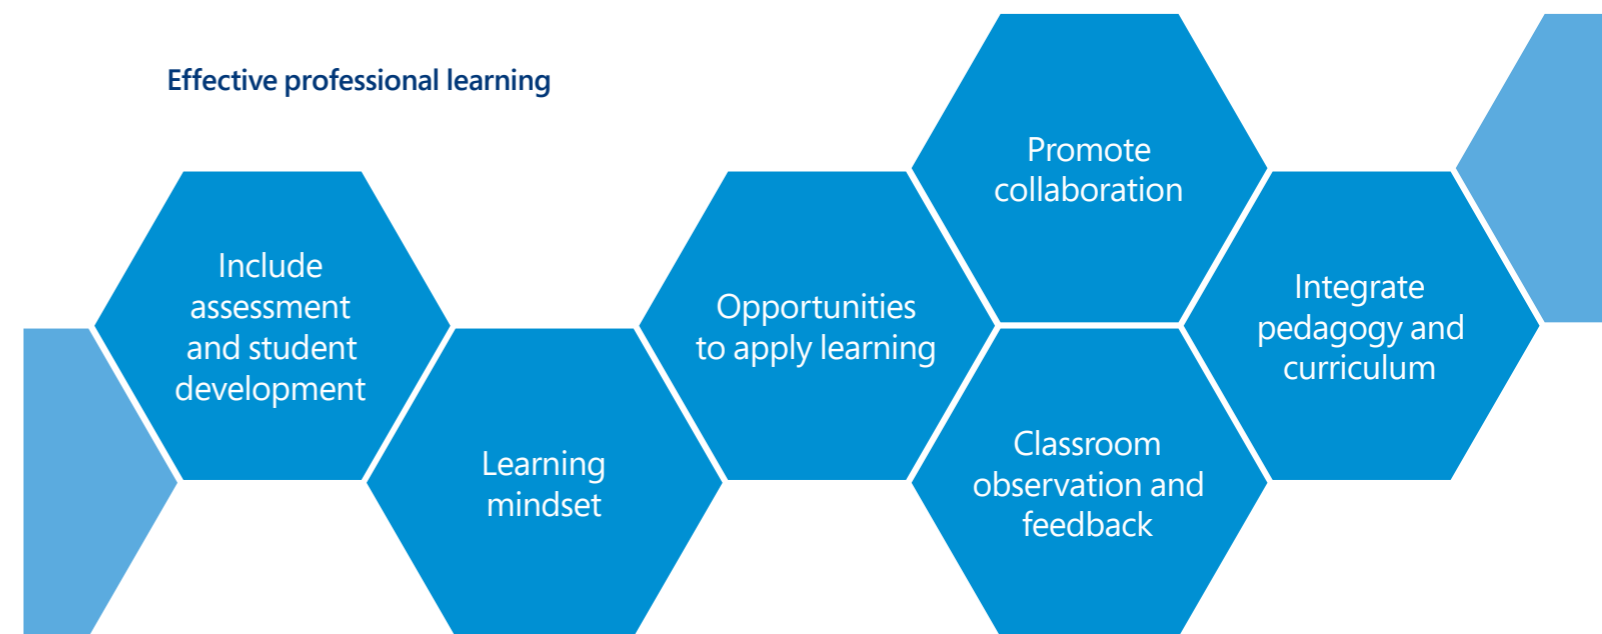 Effective professional learning
Include
assessment
and student
development
Learning
mindset
Opportunities
to apply learning
Promote
collaboration
Classroom
observation and
feedback
Integrate
pedagogy and
curriculum